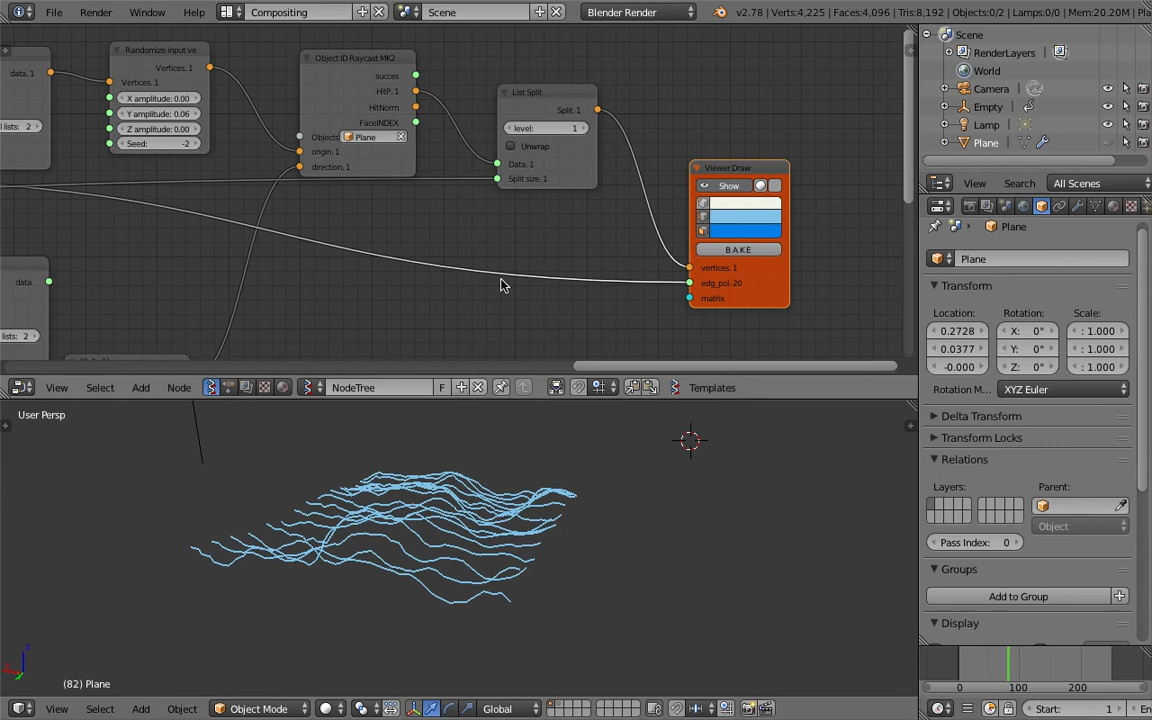 File Render Window Help Compositing Scene Blender Render v2.78 | Verts:4,225 | Faces:4,096 | Tris:8,192 | Objects:0/2 | Lamps:0/0 | Mem:20.20M | Pla
data. 1
lists: 2
Randomize input ve
Vertices. 1
Vertices. 1
X amplitude: 0.00
Y amplitude: 0.06
Z amplitude: 0.00
Seed: -2
Object ID Raycast MK2
succes
HitP. 1
HitNorm
FaceINDEX
Objects Plane
origin. 1
direction. 1
List Split
Split. 1
level: 1
Unwrap
Data. 1
Split size. 1
Viewer Draw
Show
B A K E
vertices. 1
edg_pol. 20
matrix
data
lists: 2
View Select Add Node NodeTree F Templates
User Persp
(82) Plane
View Select Add Object Object Mode Global
Scene
RenderLayers
World
Camera
Empty
Lamp
Plane
View Search All Scenes
Plane
Plane
Transform
Location: Rotation: Scale:
0.2728 X: 0° : 1.000
0.0377 Y: 0° : 1.000
-0.000 Z: 0° : 1.000
Rotation M... XYZ Euler
Delta Transform
Transform Locks
Relations
Layers: Parent:
Object
Pass Index: 0
Groups
Add to Group
Display
0 100 200
Start: 1 En